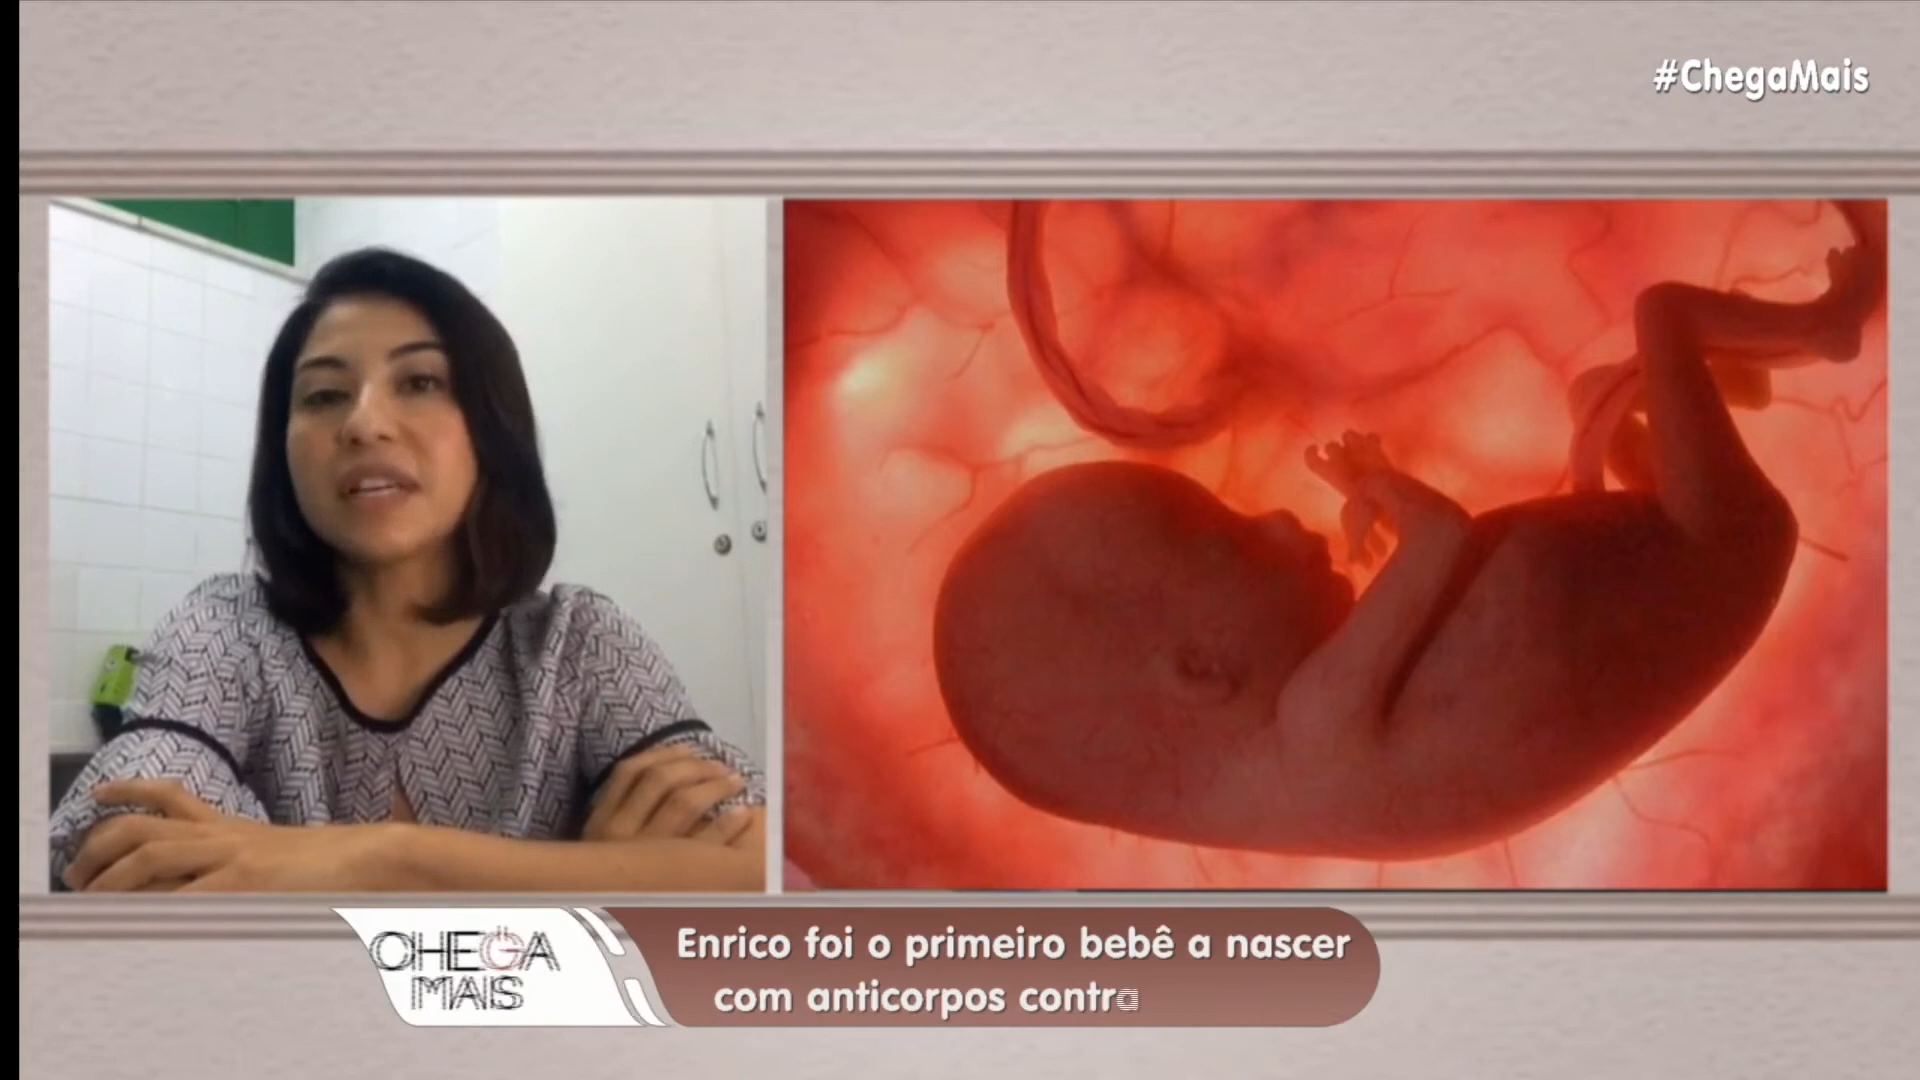 #ChegaMais
CHEGA
MAIS
Enrico foi o primeiro bebê a nascer
com anticorpos contra